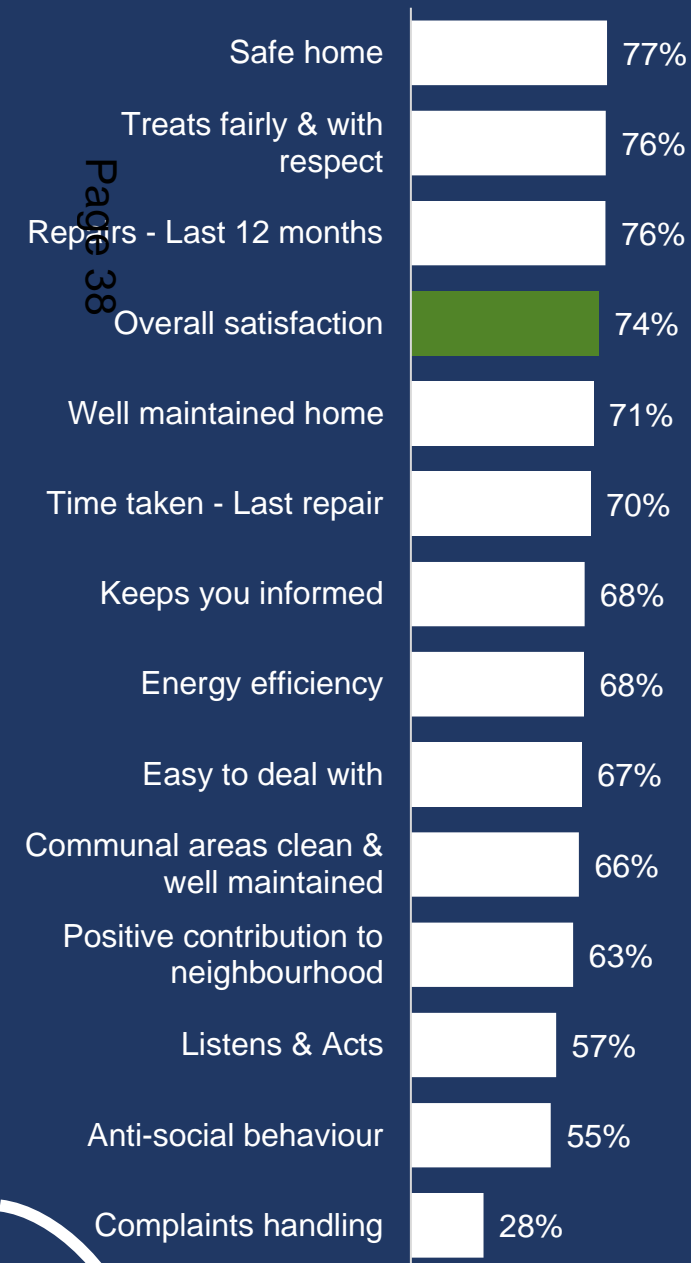 Safe home 77%
Treats fairly & with
respect 76%
Page 38
Repairs - Last 12 months 76%
Overall satisfaction 74%
Well maintained home 71%
Time taken - Last repair 70%
Keeps you informed 68%
Energy efficiency 68%
Easy to deal with 67%
Communal areas clean &
well maintained 66%
Positive contribution to
neighbourhood 63%
Listens & Acts 57%
Anti-social behaviour 55%
Complaints handling 28%